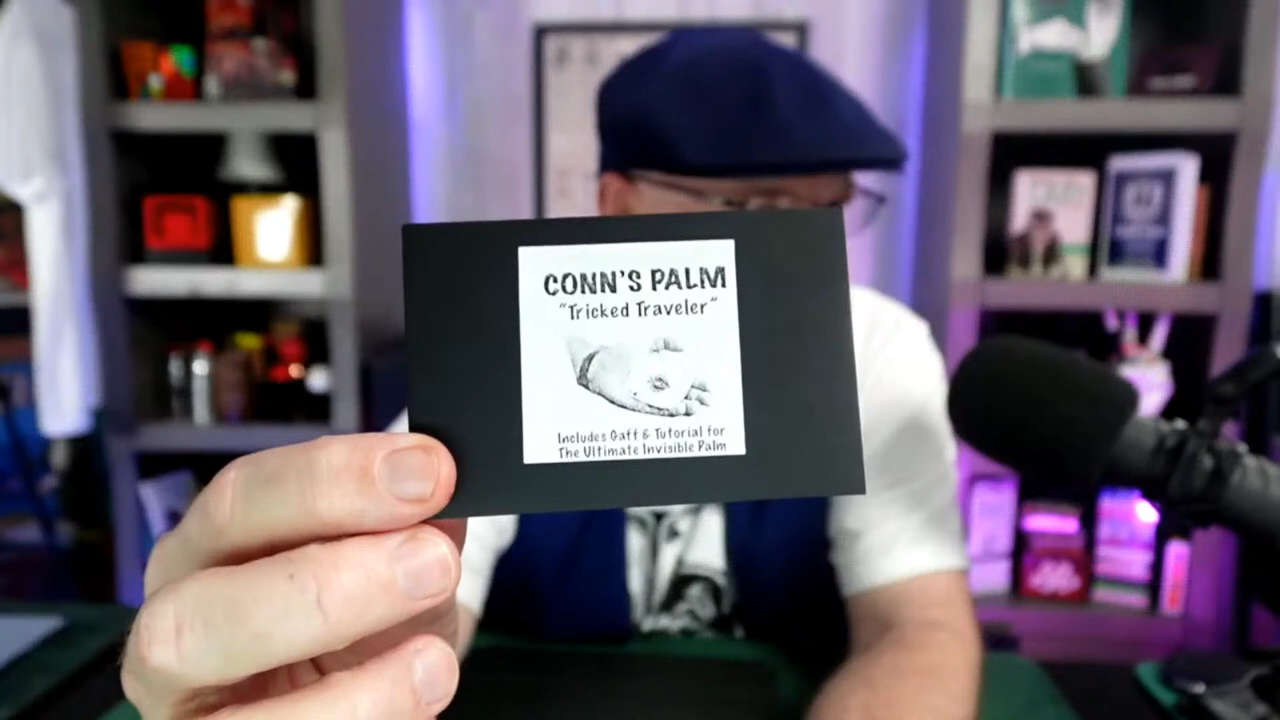 CONN'S PALM
"Tricked Traveler"
Includes Gaff & Tutorial for
The Ultimate Invisible Palm